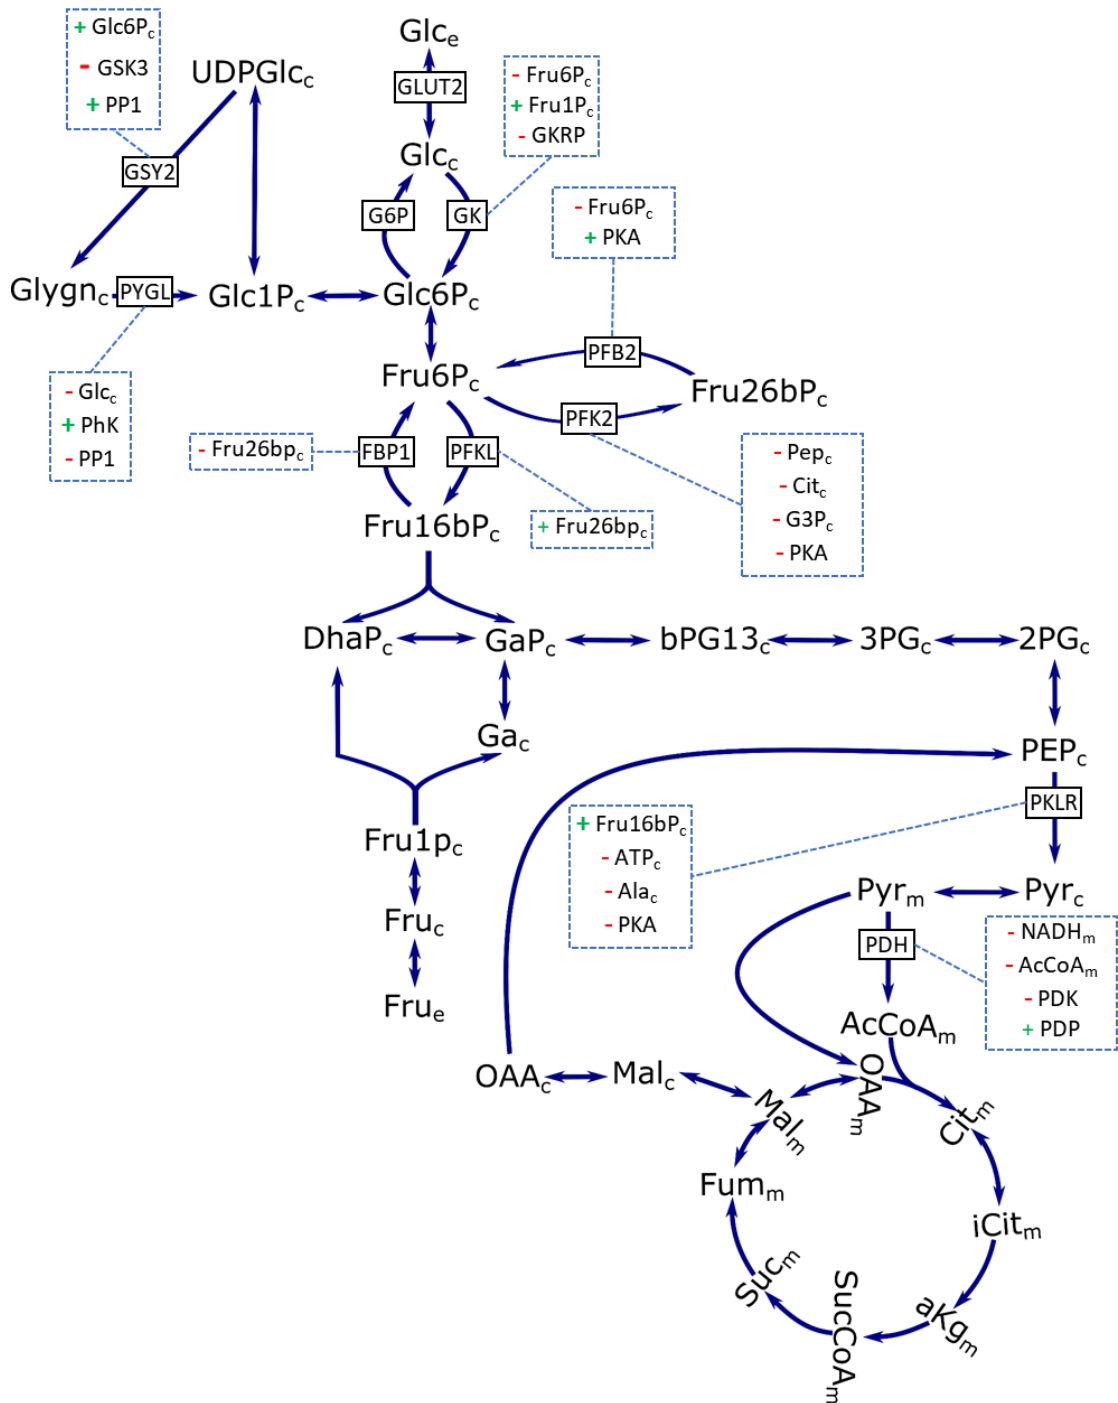 + Glc6Pc
- GSK3
+ PP1
UDPGlcc
Glce
GLUT2
- Fru6Pc
+ Fru1Pc
- GKRP
GSY2
Glcc
G6P
GK
- Fru6Pc
+ PKA
Glygnc
PYGL
Glc1Pc
Glc6Pc
PFB2
Fru6Pc
Fru26bPc
- Glcc
+ PhK
- PP1
PFK2
- Fru26bpc
FBP1
PFKL
- Pepc
- Citc
- G3Pc
- PKA
Fru16bPc
+ Fru26bpc
DhaPc
GaPc
bPG13c
3PGc
2PGc
Gac
PEPc
PKLR
+ Fru16bPc
- ATPc
- Alac
- PKA
Fru1pc
Pyrm
Pyrc
Fruc
PDH
- NADHm
- AcCoAm
- PDK
+ PDP
Frue
AcCoAm
OAAc
Malc
Malm
OAAm
Citm
Fumm
iCitm
Sucm
SucCoAm
aKgm